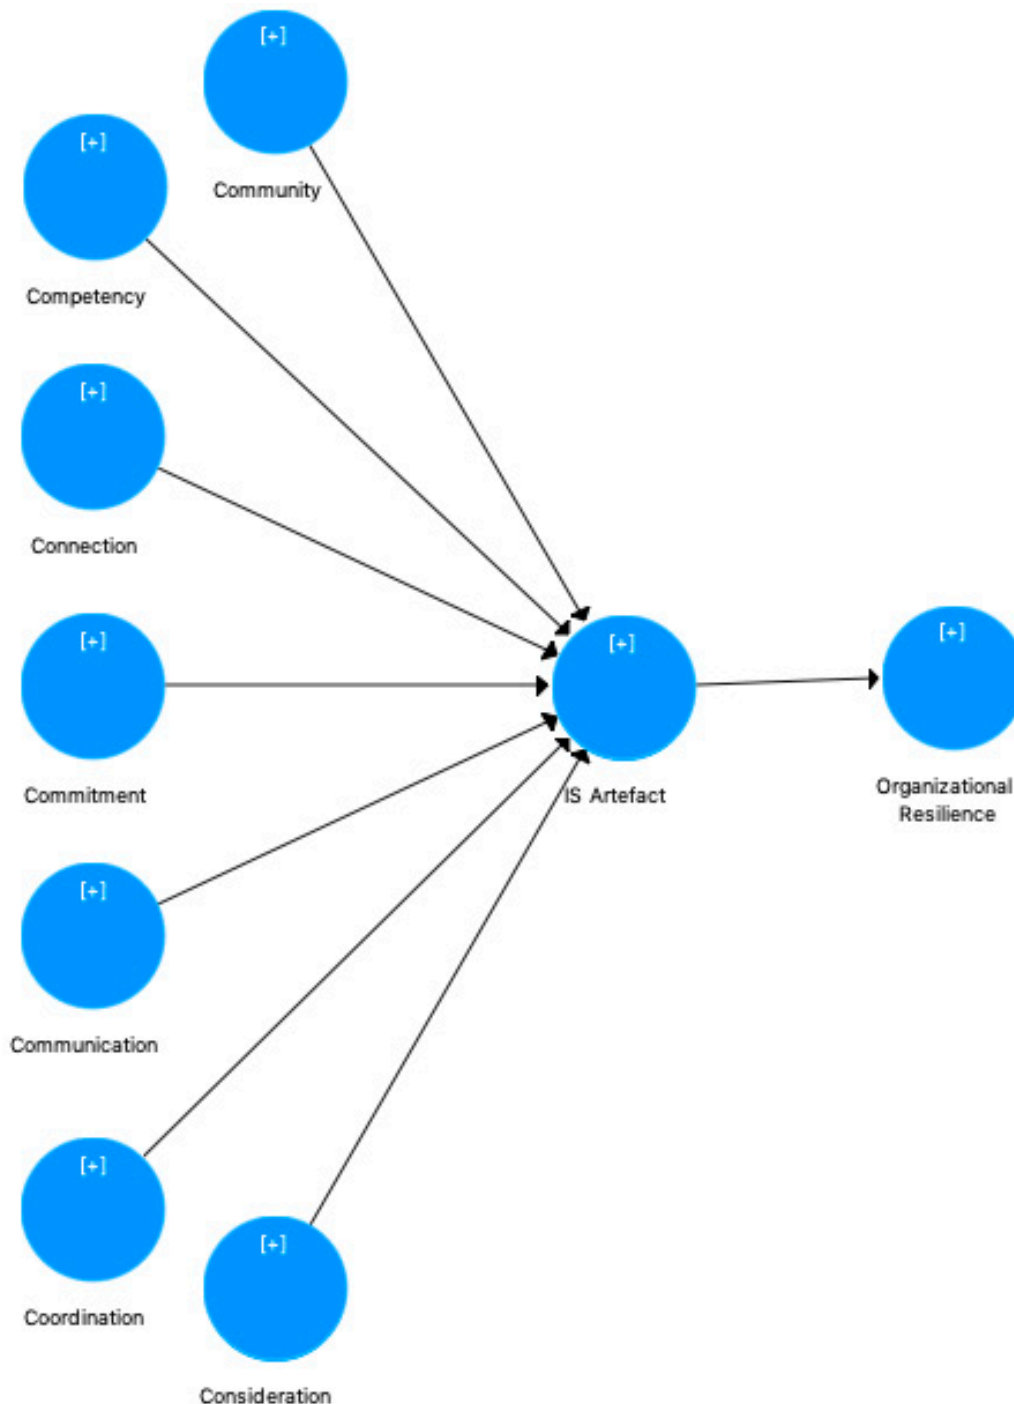 [+]
Community
[+]
Competency
[+]
Connection
[+]
Commitment
[+]
Communication
[+]
Coordination
[+]
Consideration
[+]
IS Artefact
[+]
Organizational
Resilience